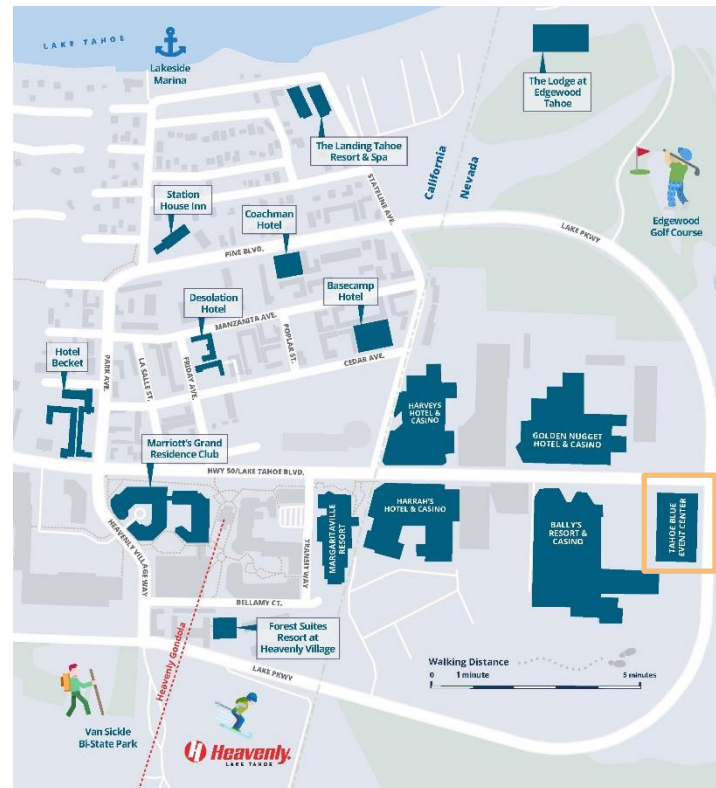 LAKE TAHOE
Lakeside
Marina
The Lodge at
Edgewood
Tahoe
The Landing Tahoe
Resort & Spa
California
Nevada
STATELINE AVE.
Edgewood
Golf Course
Station
House Inn
Coachman
Hotel
LAKE PKWY
PINE BLVD.
Desolation
Hotel
Basecamp
Hotel
MANZANITA AVE.
POPLAR ST.
CEDAR AVE.
Hotel
Becket
PARK AVE.
LA SALLE ST.
FRIDAY AVE.
HARVEY'S
HOTEL &
CASINO
GOLDEN NUGGET
HOTEL & CASINO
Marriott's Grand
Residence Club
HWY 50/LAKE TAHOE BLVD.
HEAVENLY VILLAGE WAY
TRANSIT WAY
MARGARITAVILLE
RESORT
HARRAH'S
HOTEL & CASINO
BALLY'S
RESORT &
CASINO
TAHOE BLUE
EVENT CENTER
BELLAMY CT.
Forest Suites
Resort at
Heavenly Village
Heavenly Gondola
LAKE PKWY
Walking Distance
0 1 minute 5 minutes
Van Sickle
Bi-State Park
Heavenly.
LAKE TAHOE